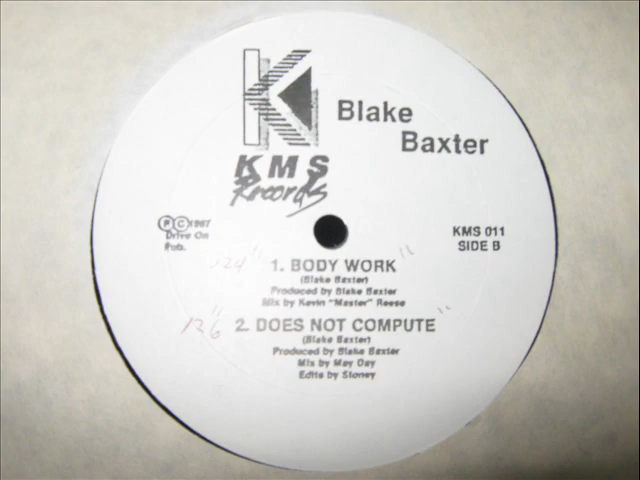 K
Blake
Baxter
KMS
Records
P C 1987
Drive On
Pub.
KMS 011
SIDE B
124 " 1. BODY WORK "
(Blake Baxter)
Produced by Blake Baxter
Mix by Kevin "Master" Reese
126 " 2. DOES NOT COMPUTE "
(Blake Baxter)
Produced by Blake Baxter
Mix by May Day
Edits by Stoney